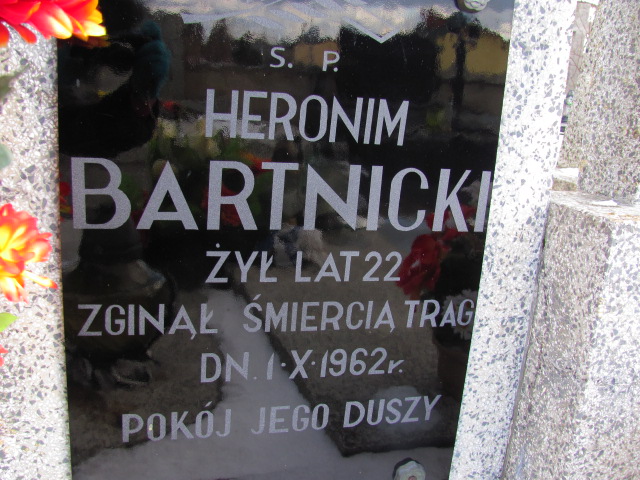 S. P.
HERONIM
BARTNICKI
ŻYŁ LAT 22
ZGINĄŁ ŚMIERCIĄ TRAG
DN. 1·X·1962r.
POKÓJ JEGO DUSZY